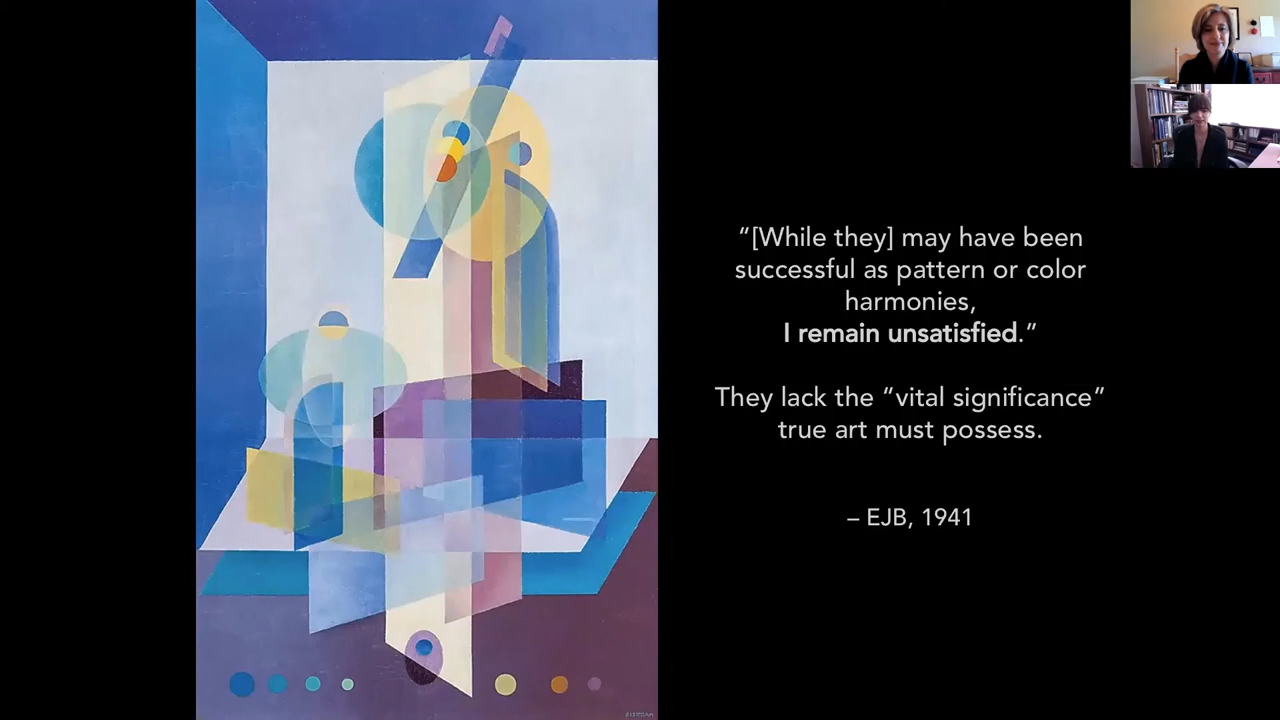 “[While they] may have been
successful as pattern or color
harmonies,
I remain unsatisfied.”
They lack the “vital significance”
true art must possess.
– EJB, 1941